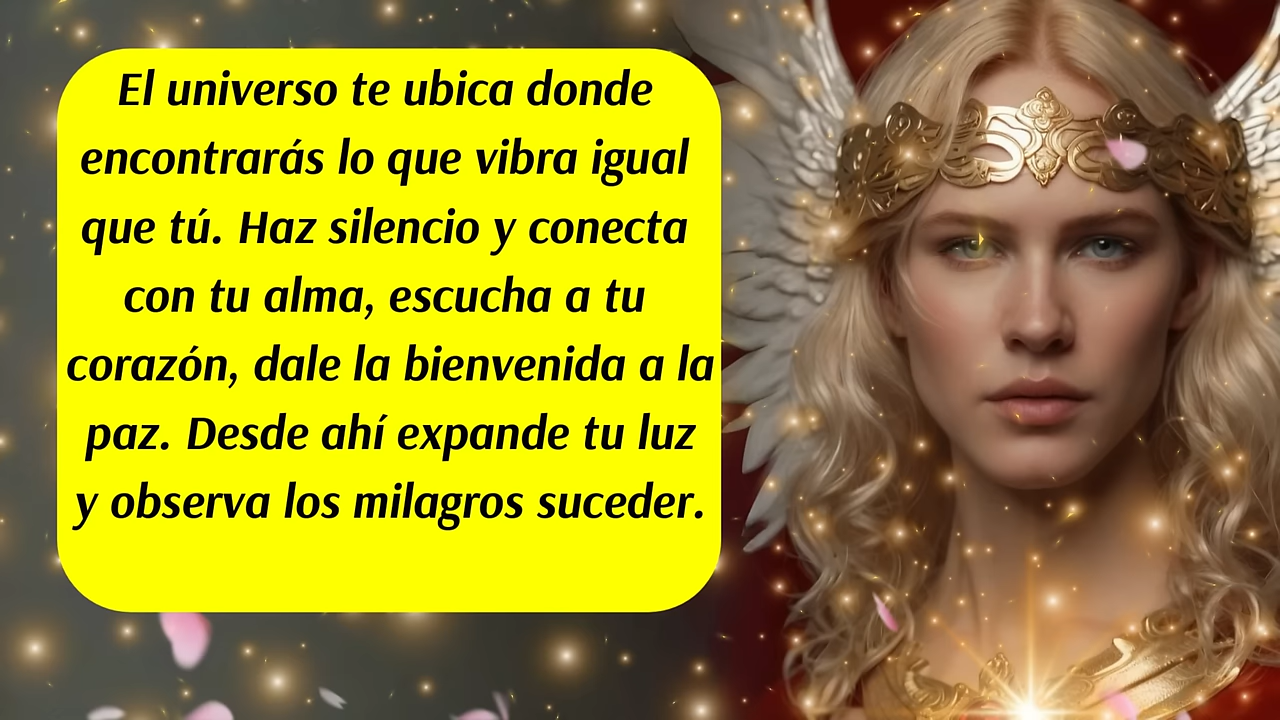 El universo te ubica donde
encontrarás lo que vibra igual
que tú. Haz silencio y conecta
con tu alma, escucha a tu
corazón, dale la bienvenida a la
paz. Desde ahí expande tu luz
y observa los milagros suceder.